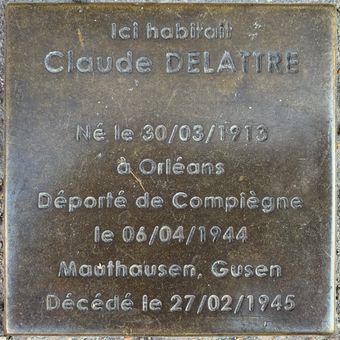 Ici habitait
Claude DELATTRE
Né le 30/03/1913
à Orléans
Déporté de Compiègne
le 06/04/1944
Mauthausen, Gusen
Décédé le 27/02/1945